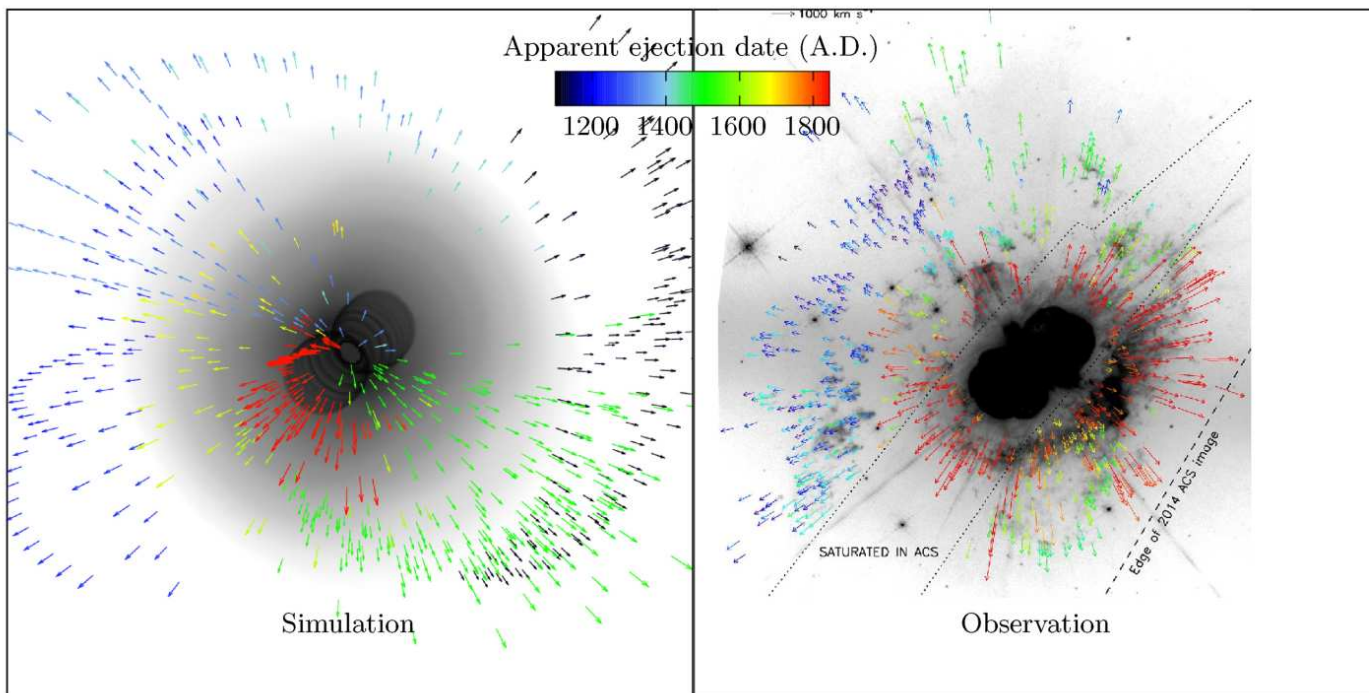 1000 km s⁻¹
Apparent ejection date (A.D.)
1200 1400 1600 1800
SATURATED IN ACS
Edge of 2014 ACS image
Simulation
Observation